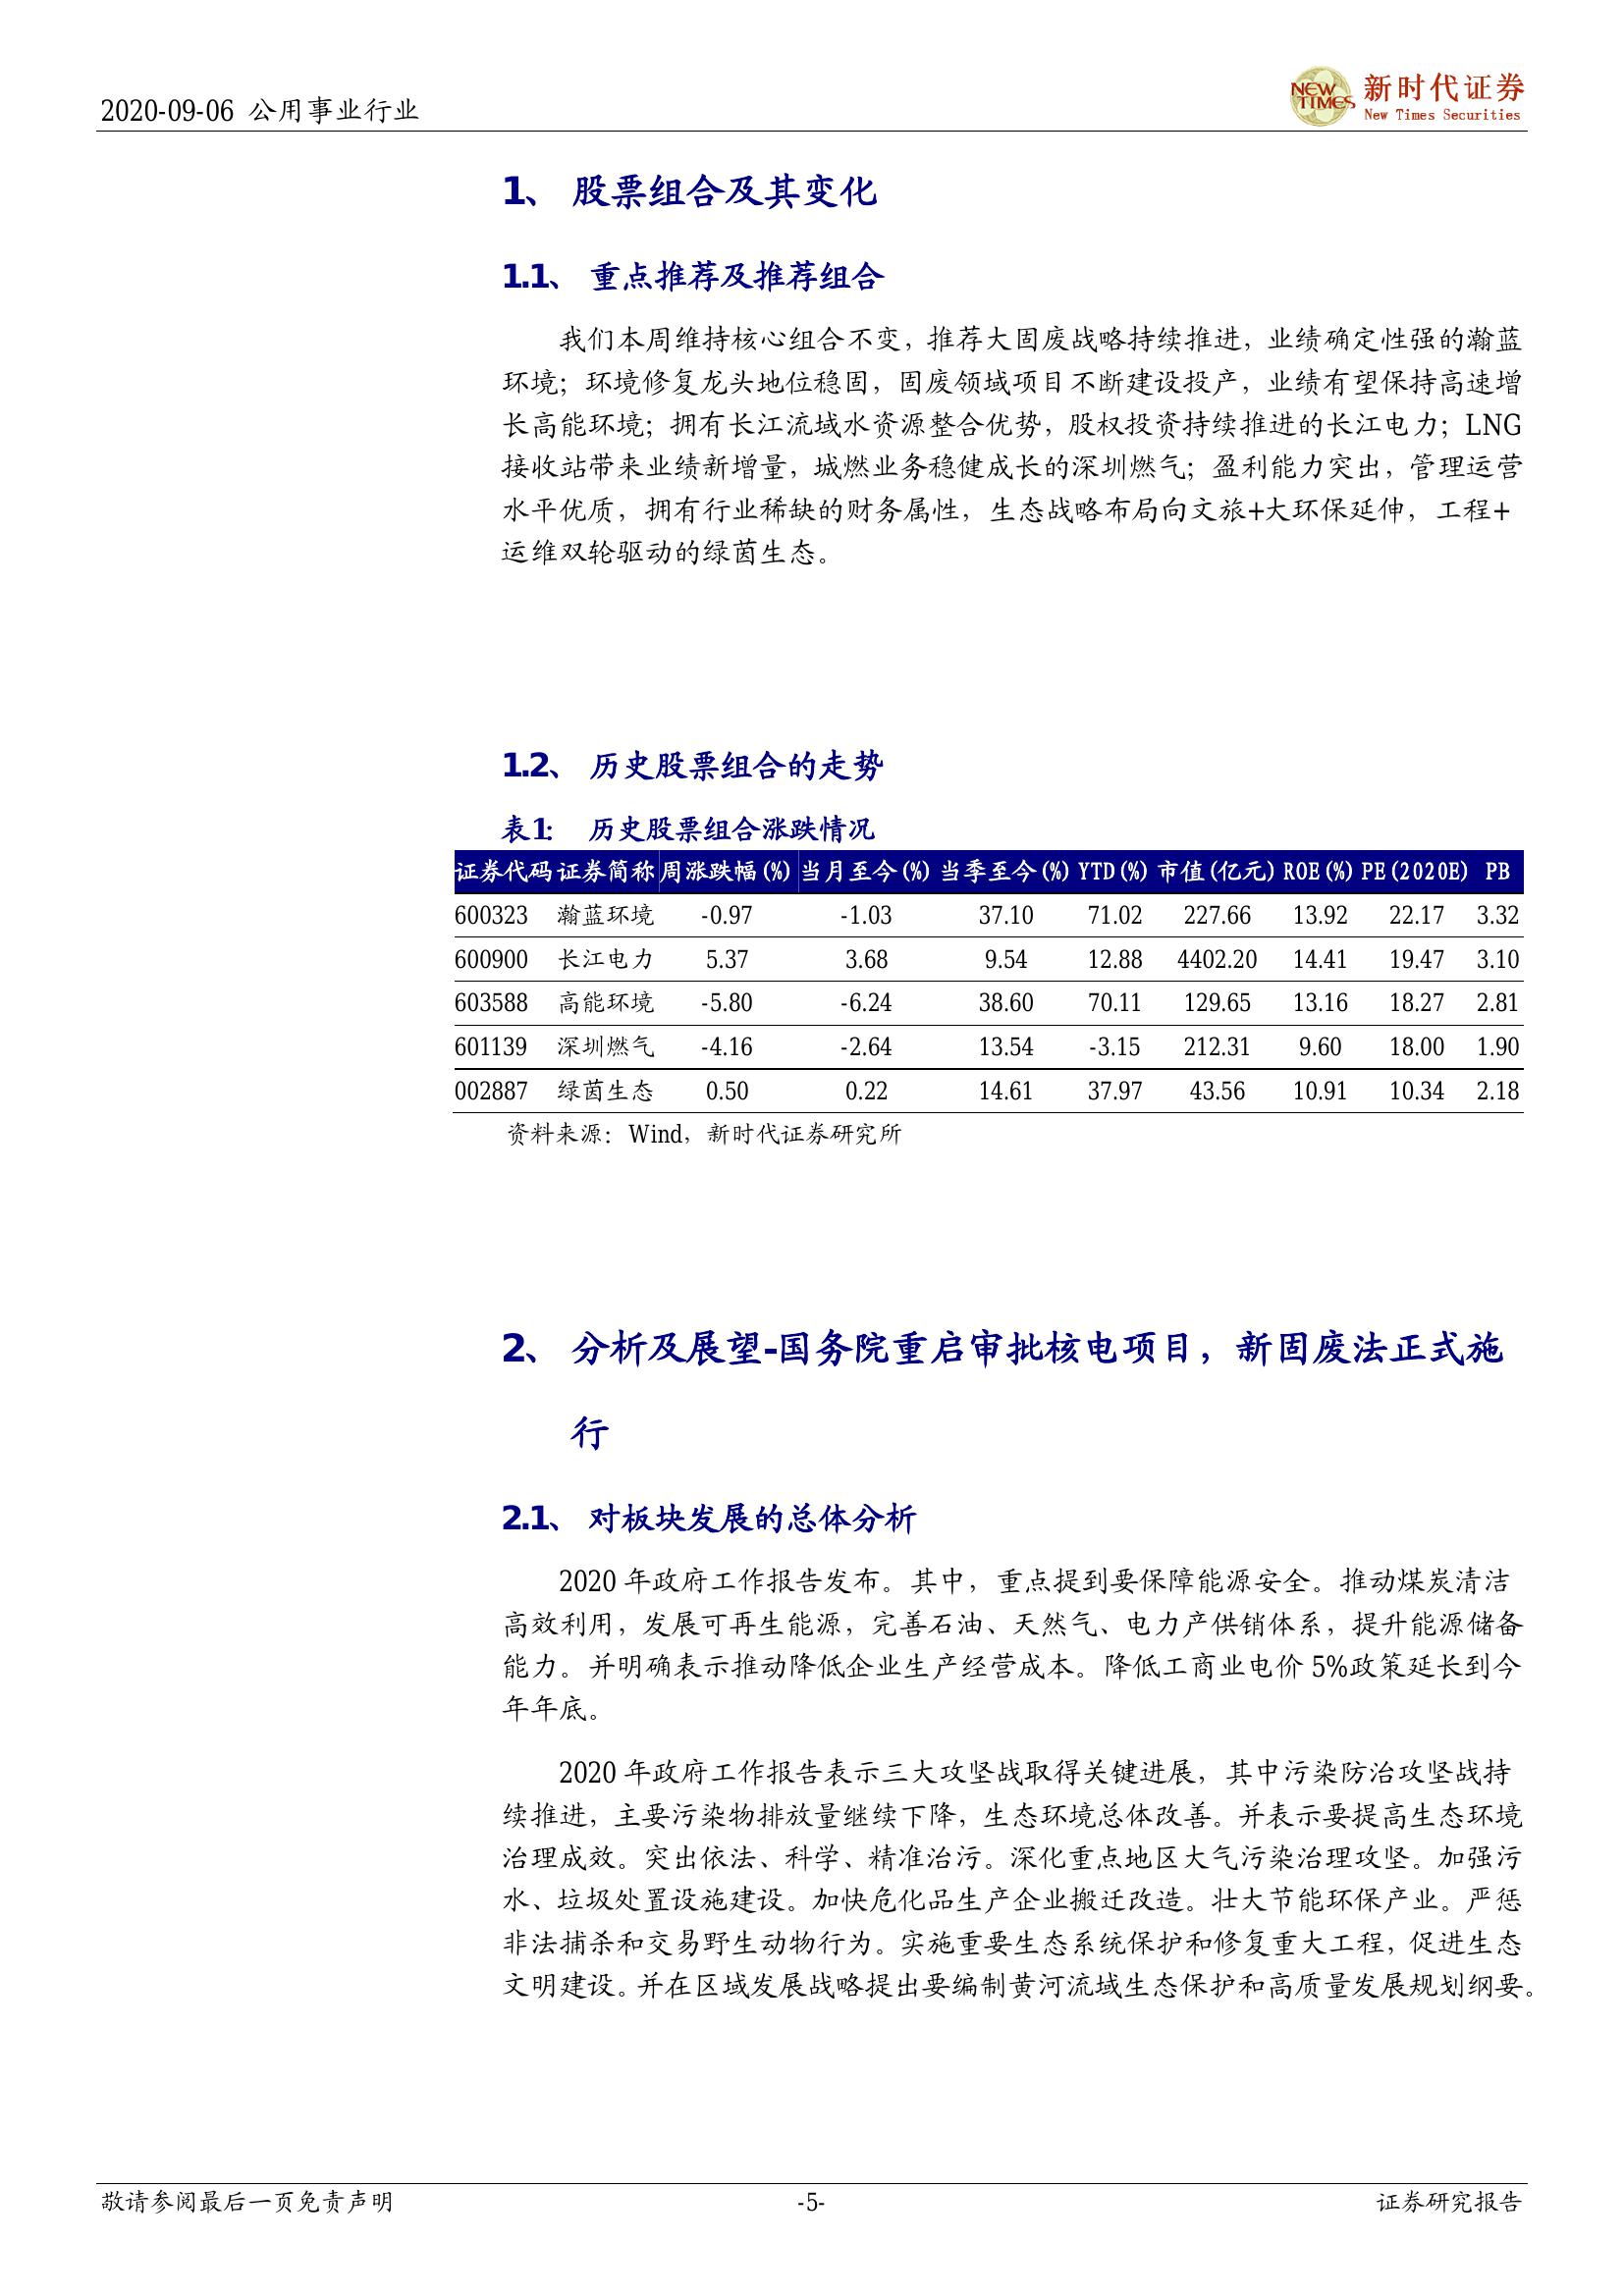 2020-09-06 公用事业行业
NEW TIMES 新时代证券
New Times Securities
1、 股票组合及其变化
1.1、 重点推荐及推荐组合
我们本周维持核心组合不变，推荐大固废战略持续推进，业绩确定性强的瀚蓝
环境；环境修复龙头地位稳固，固废领域项目不断建设投产，业绩有望保持高速增
长高能环境；拥有长江流域水资源整合优势，股权投资持续推进的长江电力；LNG
接收站带来业绩新增量，城燃业务稳健成长的深圳燃气；盈利能力突出，管理运营
水平优质，拥有行业稀缺的财务属性，生态战略布局向文旅+大环保延伸，工程+
运维双轮驱动的绿茵生态。
1.2、 历史股票组合的走势
表1： 历史股票组合涨跌情况
证券代码 证券简称 周涨跌幅(%) 当月至今(%) 当季至今(%) YTD(%) 市值(亿元) ROE(%) PE(2020E) PB
600323 瀚蓝环境 -0.97 -1.03 37.10 71.02 227.66 13.92 22.17 3.32
600900 长江电力 5.37 3.68 9.54 12.88 4402.20 14.41 19.47 3.10
603588 高能环境 -5.80 -6.24 38.60 70.11 129.65 13.16 18.27 2.81
601139 深圳燃气 -4.16 -2.64 13.54 -3.15 212.31 9.60 18.00 1.90
002887 绿茵生态 0.50 0.22 14.61 37.97 43.56 10.91 10.34 2.18
资料来源：Wind，新时代证券研究所
2、 分析及展望-国务院重启审批核电项目，新固废法正式施
行
2.1、 对板块发展的总体分析
2020 年政府工作报告发布。其中，重点提到要保障能源安全。推动煤炭清洁
高效利用，发展可再生能源，完善石油、天然气、电力产供销体系，提升能源储备
能力。并明确表示推动降低企业生产经营成本。降低工商业电价 5%政策延长到今
年年底。
2020 年政府工作报告表示三大攻坚战取得关键进展，其中污染防治攻坚战持
续推进，主要污染物排放量继续下降，生态环境总体改善。并表示要提高生态环境
治理成效。突出依法、科学、精准治污。深化重点地区大气污染治理攻坚。加强污
水、垃圾处置设施建设。加快危化品生产企业搬迁改造。壮大节能环保产业。严惩
非法捕杀和交易野生动物行为。实施重要生态系统保护和修复重大工程，促进生态
文明建设。并在区域发展战略提出要编制黄河流域生态保护和高质量发展规划纲要。
敬请参阅最后一页免责声明 -5- 证券研究报告